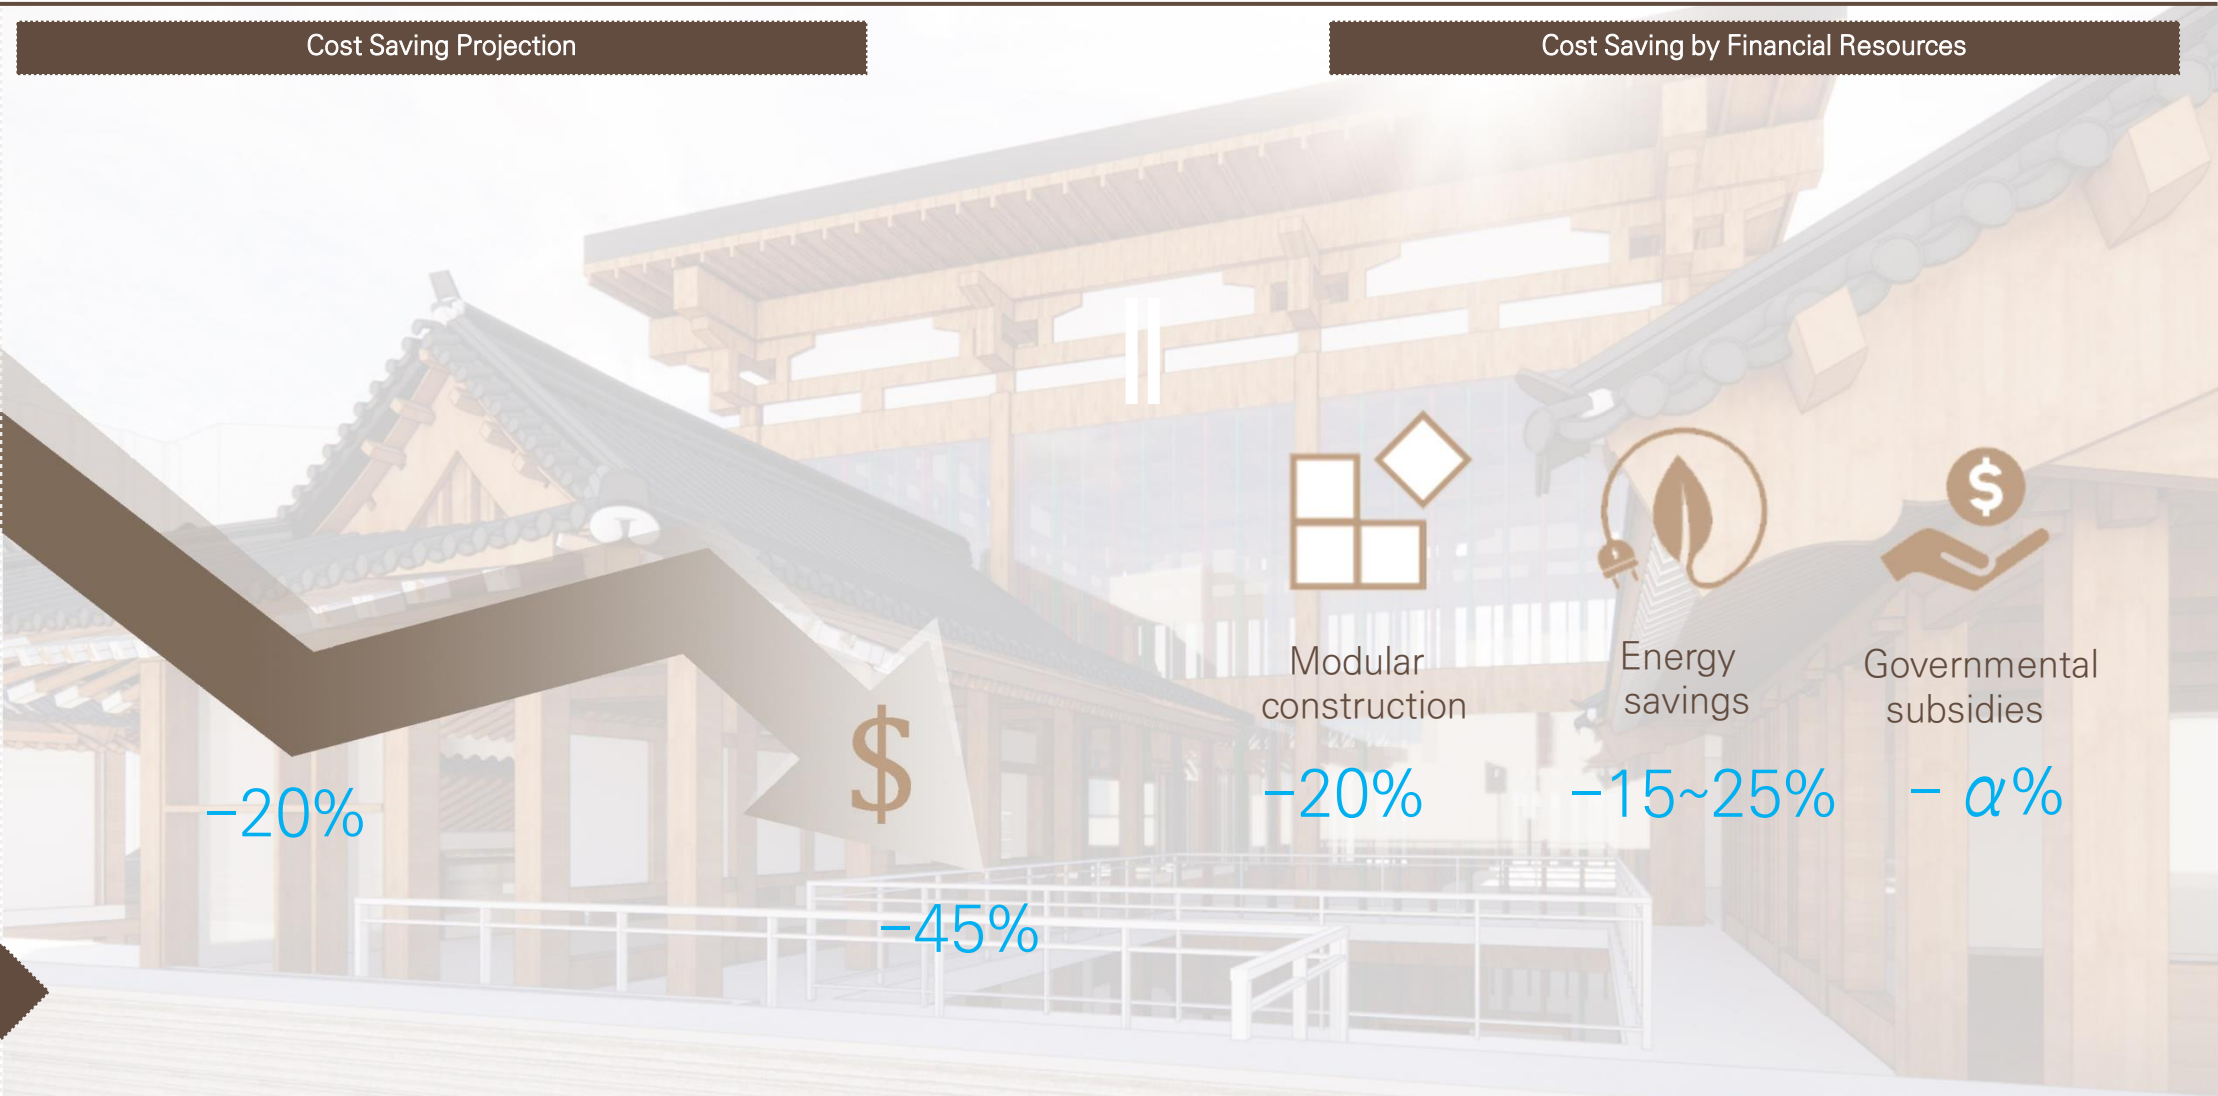 Cost Saving Projection
Cost Saving by Financial Resources
$
$
Modular
construction
Energy
savings
Governmental
subsidies
−20%
−15~25%
− α%
−20%
−45%